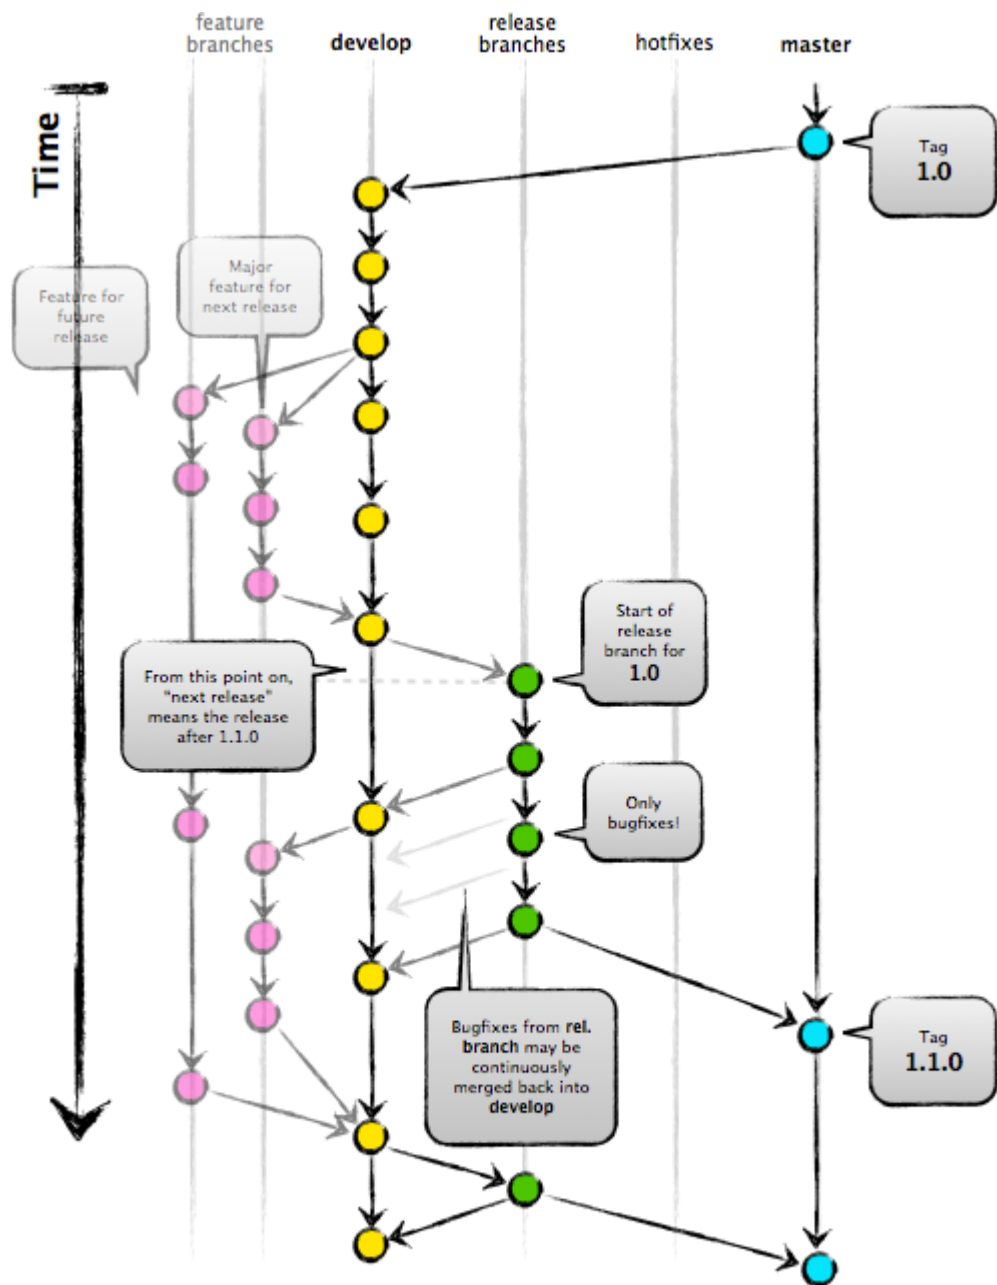 feature
branches
develop
release
branches
hotfixes
master
Time
Tag
1.0
Feature for
future
release
Major
feature for
next release
Start of
release
branch for
1.0
From this point on,
"next release"
means the release
after 1.1.0
Only
bugfixes!
Bugfixes from rel.
branch may be
continuously
merged back into
develop
Tag
1.1.0